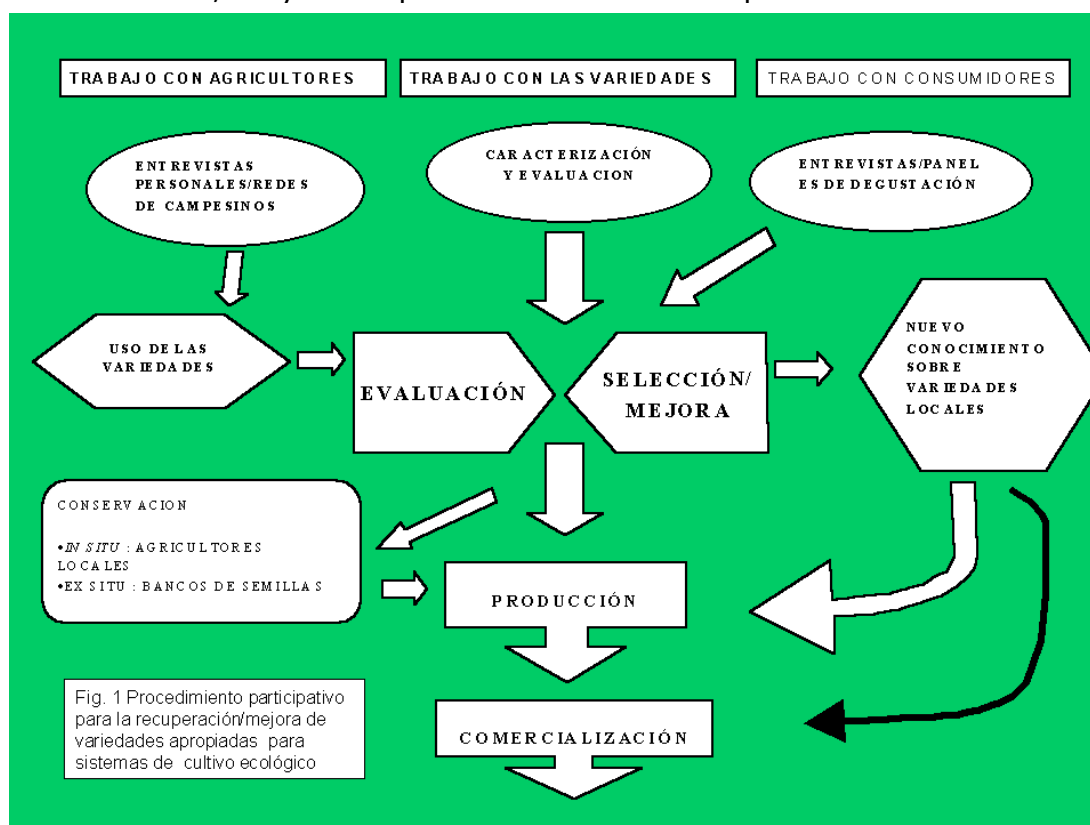 TRABAJO CON AGRICULTORES
TRABAJO CON LAS VARIEDADES
TRABAJO CON CONSUMIDORES
ENTREVISTAS
PERSONALES/REDES
DE CAMPESINOS
CARACTERIZACIÓN
Y EVALUACION
ENTREVISTAS/PANEL
ES DE DEGUSTACIÓN
USO DE LAS
VARIEDADES
EVALUACIÓN
SELECCIÓN/
MEJORA
NUEVO
CONOCIMIENTO
SOBRE
VARIEDADES
LOCALES
CONSERVACION
•IN SITU : AGRICULTORES
LOCALES
•EX SITU : BANCOS DE SEMILLAS
PRODUCCIÓN
COMERCIALIZACIÓN
Fig. 1 Procedimiento participativo
para la recuperación/mejora de
variedades apropiadas para
sistemas de cultivo ecológico